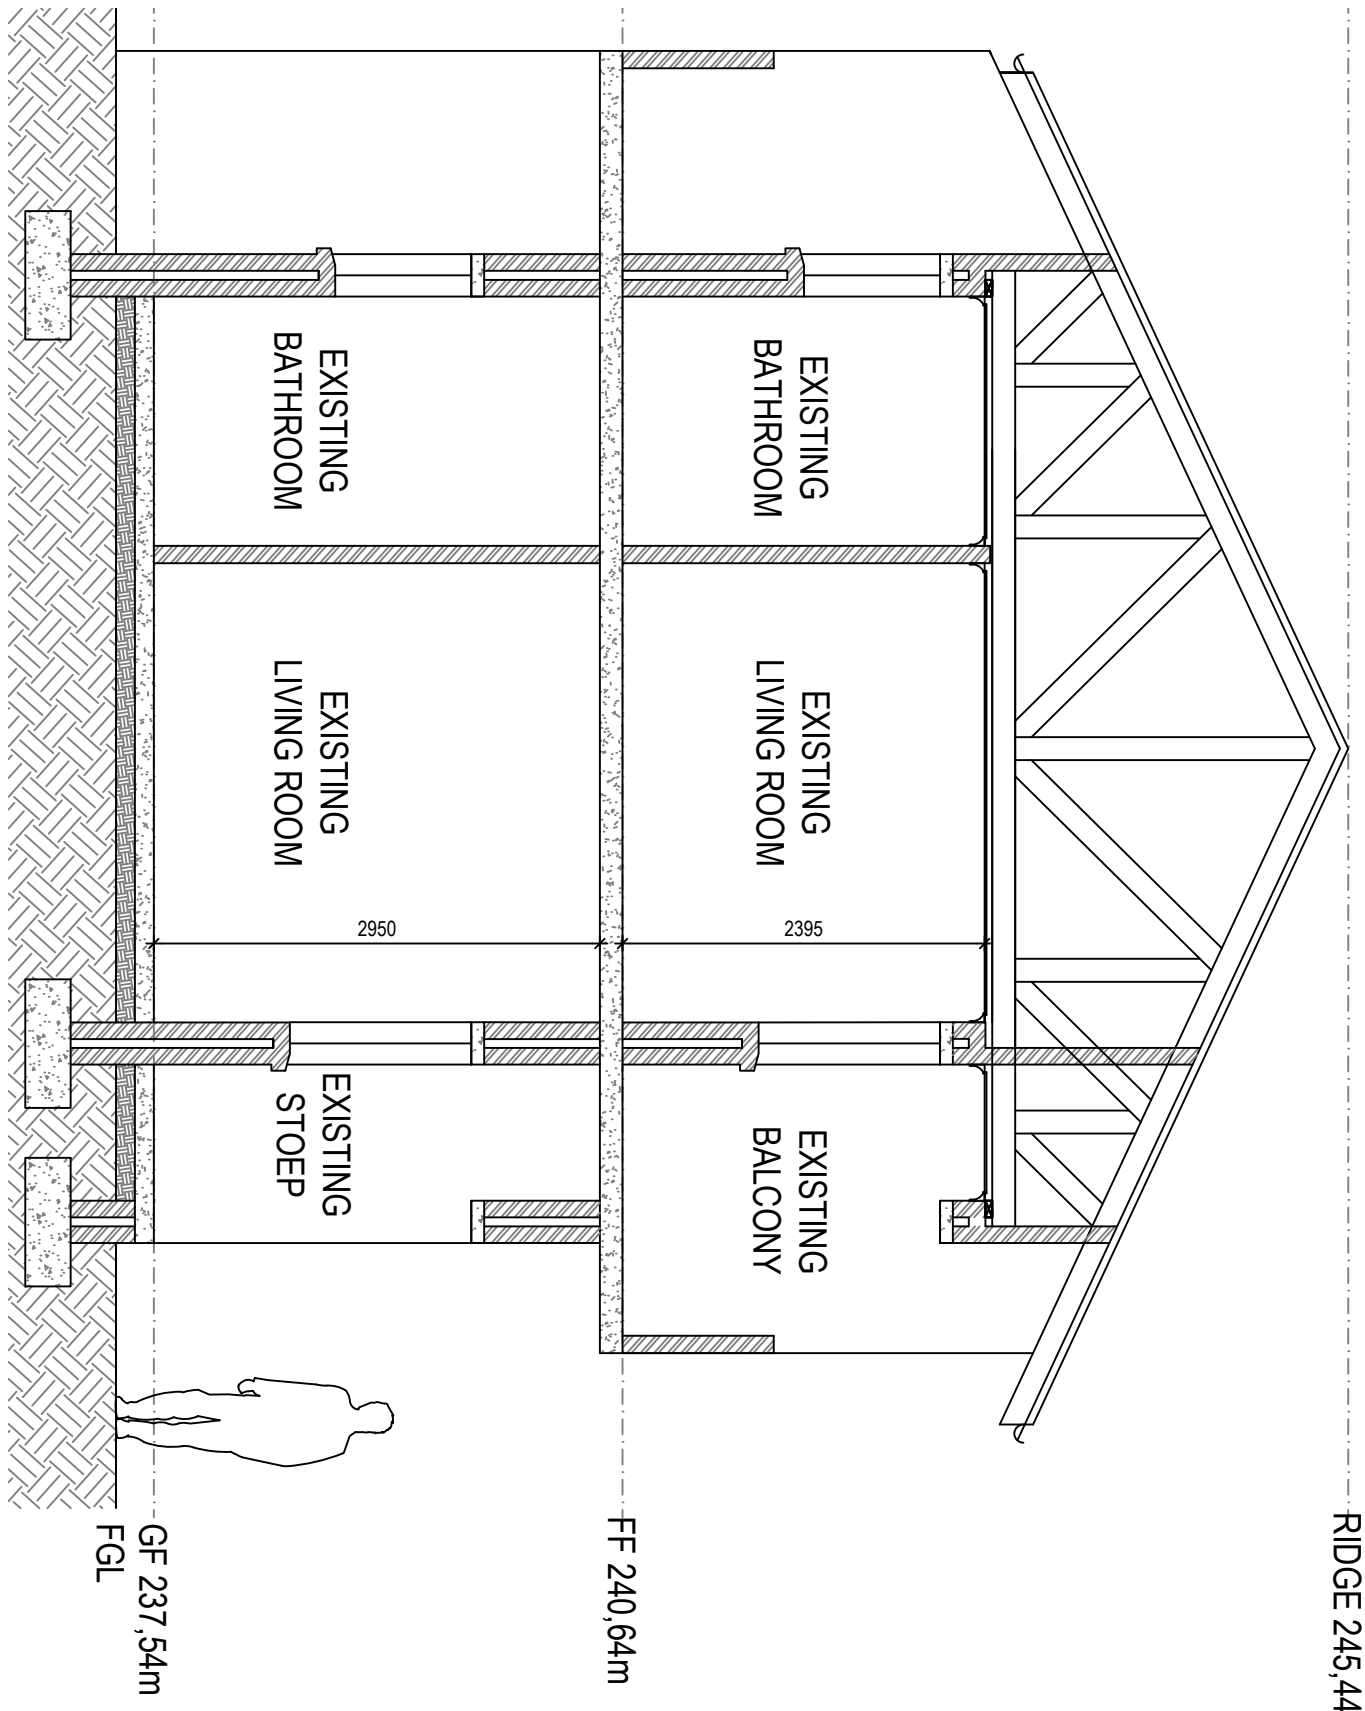 RIDGE 245,44
EXISTING
BATHROOM
EXISTING
LIVING ROOM
2395
EXISTING
BALCONY
FF 240,64m
EXISTING
BATHROOM
EXISTING
LIVING ROOM
2950
EXISTING
STOEP
GF 237,54m
FGL